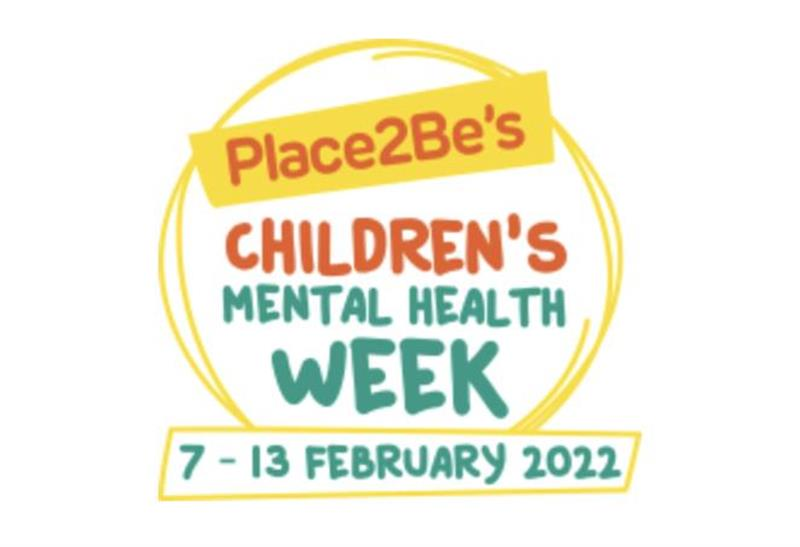 Place2Be's
CHILDREN'S
MENTAL HEALTH
WEEK
7 - 13 FEBRUARY 2022